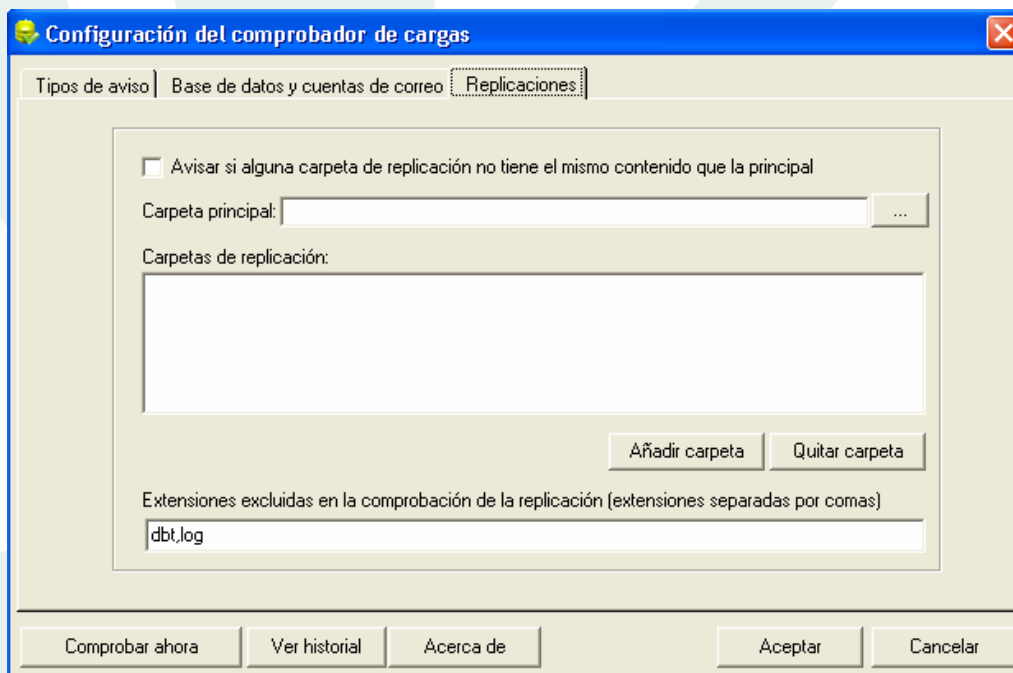 Configuración del comprobador de cargas
Tipos de aviso Base de datos y cuentas de correo Replicaciones
Avisar si alguna carpeta de replicación no tiene el mismo contenido que la principal
Carpeta principal: ...
Carpetas de replicación:
Añadir carpeta Quitar carpeta
Extensiones excluidas en la comprobación de la replicación (extensiones separadas por comas)
dbt,log
Comprobar ahora Ver historial Acerca de Aceptar Cancelar